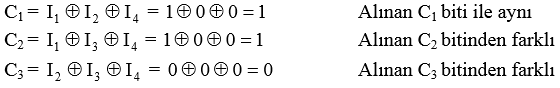 C₁ = I₁ ⊕ I₂ ⊕ I₄ = 1⊕0⊕0 = 1 Alınan C₁ biti ile aynı
C₂ = I₁ ⊕ I₃ ⊕ I₄ = 1⊕0⊕0 = 1 Alınan C₂ bitinden farklı
C₃ = I₂ ⊕ I₃ ⊕ I₄ = 0⊕0⊕0 = 0 Alınan C₃ bitinden farklı